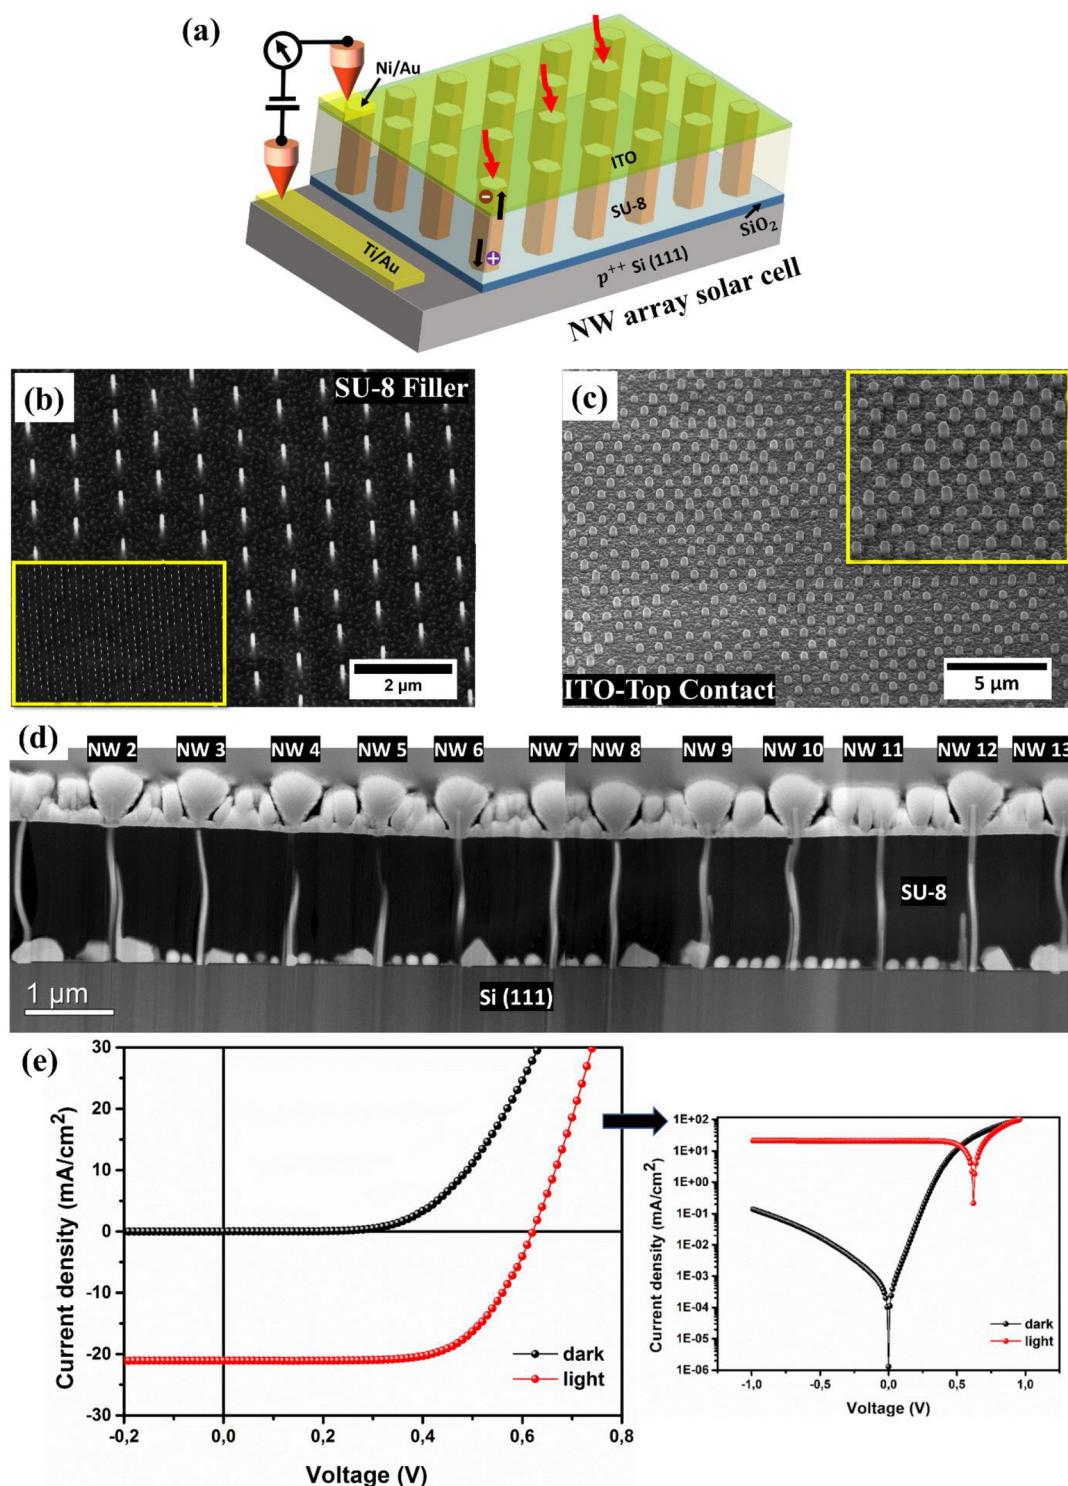 (a)
Ni/Au
ITO
SU-8
SiO₂
Ti/Au
p⁺⁺ Si (111)
NW array solar cell
−
+
(b)
SU-8 Filler
2 µm
(c)
ITO-Top Contact
5 µm
(d)
NW 2 NW 3 NW 4 NW 5 NW 6 NW 7 NW 8 NW 9 NW 10 NW 11 NW 12 NW 13
SU-8
Si (111)
1 µm
(e)
Current density (mA/cm²)
30
20
10
0
-10
-20
-30
dark
light
-0,2 0,0 0,2 0,4 0,6 0,8
Voltage (V)
Current density (mA/cm²)
1E+02
1E+01
1E+00
1E-01
1E-02
1E-03
1E-04
1E-05
1E-06
dark
light
-1,0 -0,5 0,0 0,5 1,0
Voltage (V)